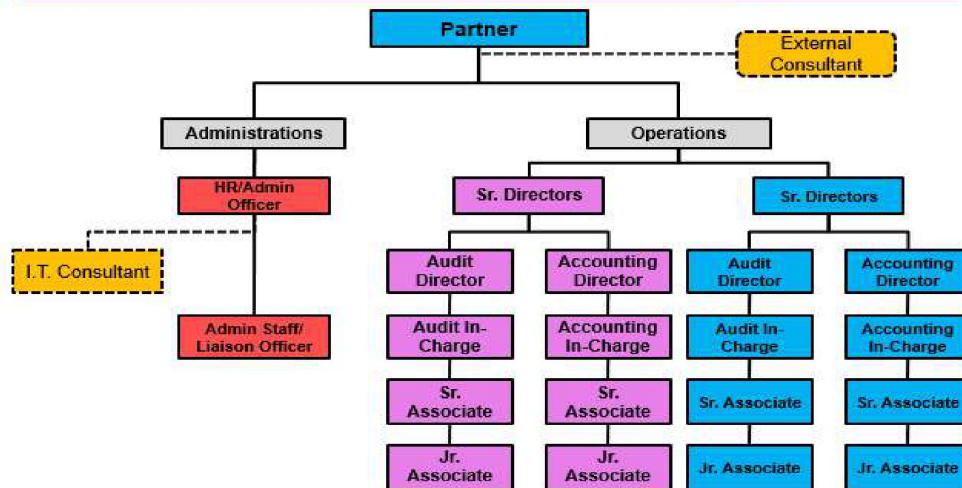 Partner
External
Consultant
Administrations
Operations
HR/Admin
Officer
Sr. Directors
Sr. Directors
I.T. Consultant
Audit
Director
Accounting
Director
Audit
Director
Accounting
Director
Admin Staff/
Liaison Officer
Audit In-
Charge
Accounting
In-Charge
Audit In-
Charge
Accounting
In-Charge
Sr.
Associate
Sr.
Associate
Sr. Associate
Sr. Associate
Jr.
Associate
Jr.
Associate
Jr. Associate
Jr. Associate